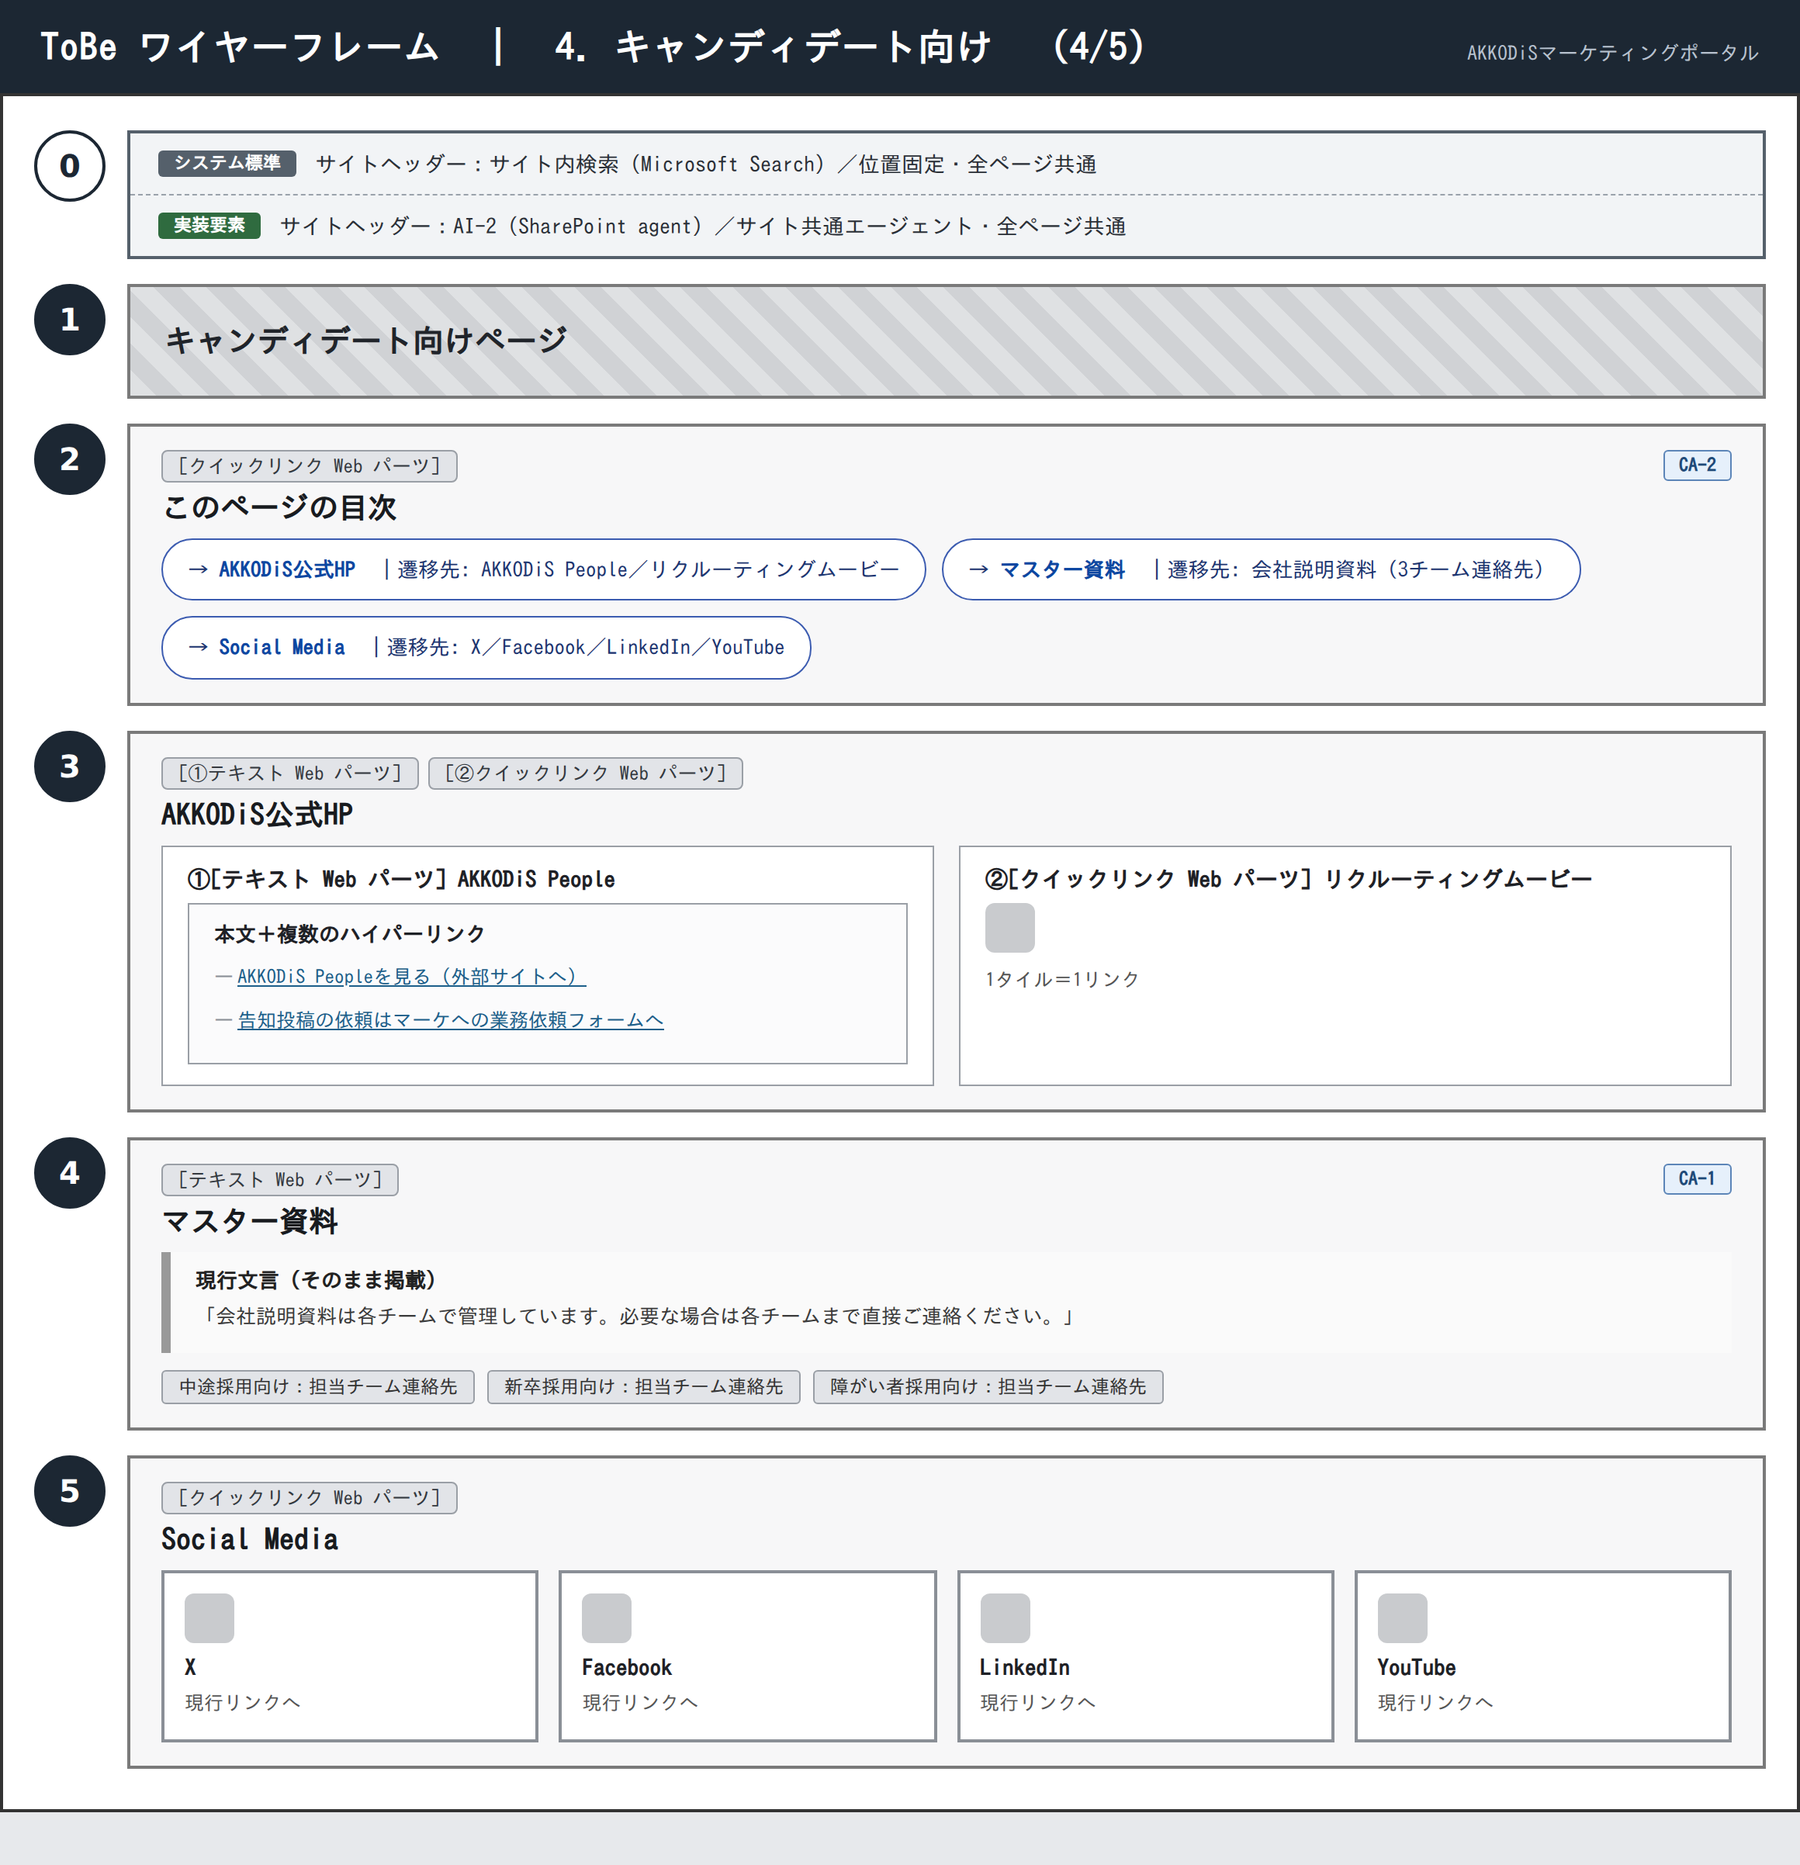 ToBe ワイヤーフレーム ｜ 4. キャンディデート向け （4/5）
AKKODiSマーケティングポータル
0
システム標準 サイトヘッダー：サイト内検索（Microsoft Search）／位置固定・全ページ共通
実装要素 サイトヘッダー：AI-2（SharePoint agent）／サイト共通エージェント・全ページ共通
1
キャンディデート向けページ
2
[クイックリンク Web パーツ]
CA-2
このページの目次
→ AKKODiS公式HP ｜遷移先: AKKODiS People／リクルーティングムービー
→ マスター資料 ｜遷移先: 会社説明資料（3チーム連絡先）
→ Social Media ｜遷移先: X／Facebook／LinkedIn／YouTube
3
[①テキスト Web パーツ] [②クイックリンク Web パーツ]
AKKODiS公式HP
①[テキスト Web パーツ] AKKODiS People
本文＋複数のハイパーリンク
— AKKODiS Peopleを見る（外部サイトへ）
— 告知投稿の依頼はマーケへの業務依頼フォームへ
②[クイックリンク Web パーツ] リクルーティングムービー
1タイル＝1リンク
4
[テキスト Web パーツ]
CA-1
マスター資料
現行文言（そのまま掲載）
「会社説明資料は各チームで管理しています。必要な場合は各チームまで直接ご連絡ください。」
中途採用向け：担当チーム連絡先 新卒採用向け：担当チーム連絡先 障がい者採用向け：担当チーム連絡先
5
[クイックリンク Web パーツ]
Social Media
X
現行リンクへ
Facebook
現行リンクへ
LinkedIn
現行リンクへ
YouTube
現行リンクへ